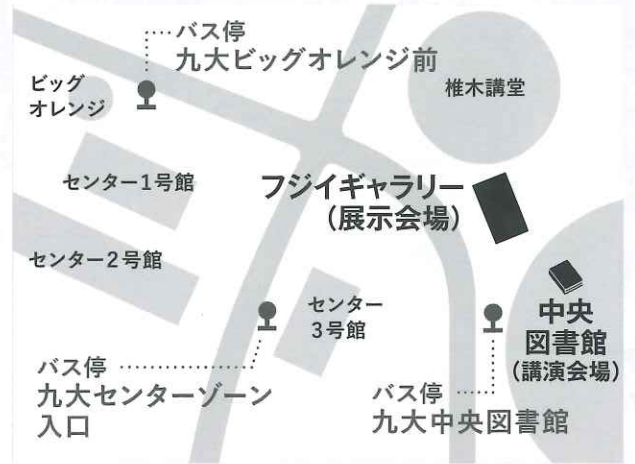 バス停
九大ビッグオレンジ前
ビッグ
オレンジ
椎木講堂
センター1号館
フジイギャラリー
（展示会場）
センター2号館
センター
3号館
中央
図書館
（講演会場）
バス停
九大センターゾーン
入口
バス停
九大中央図書館